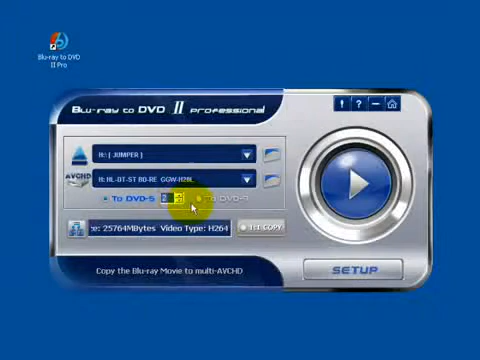 Blu-ray to DVD
II Pro
Blu-ray to DVD II professional
! ? −
H:\ [ JUMPER ]
AVCHD
B: HL-DT-ST BD-RE GGW-H20L
To DVD-5
To DVD-9
ze: 25764MBytes Video Type: H264
1:1 COPY
Copy the Blu-ray Movie to multi-AVCHD
SETUP